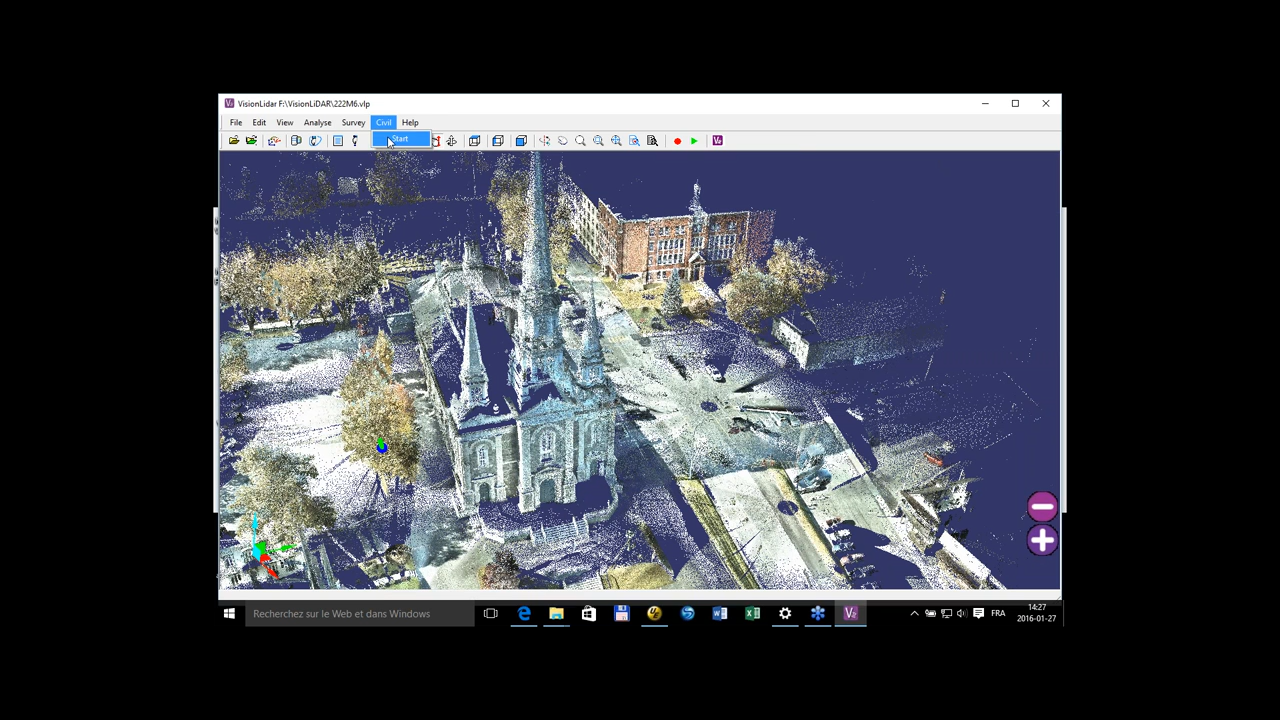 VisionLidar F:\VisionLiDAR\222M6.vlp
File Edit View Analyse Survey Civil Help
Start
Recherchez sur le Web et dans Windows
FRA
14:27
2016-01-27